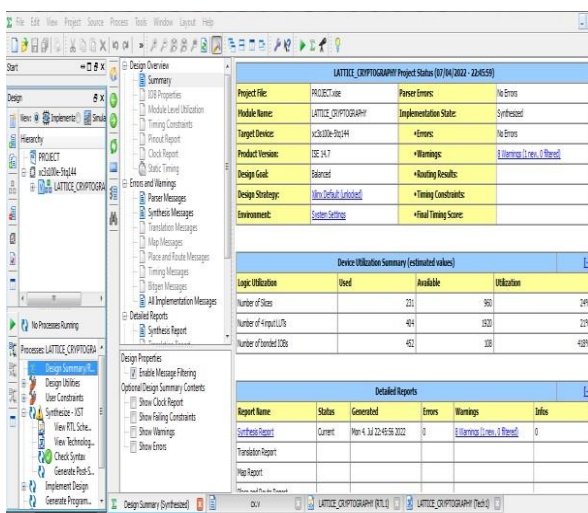 File Edit View Project Source Process Tools Window Layout Help
Start
Design
View: Implementa Simula
Hierarchy
PROJECT
xc3s100e-5tq144
LATTICE_CRYPTOGRA
No Processes Running
Processes: LATTICE_CRYPTOGRA
Design Summary/R...
Design Utilities
User Constraints
Synthesize - XST
View RTL Sche...
View Technolog...
Check Syntax
Generate Post-S...
Implement Design
Generate Program...
Design Overview
Summary
IOB Properties
Module Level Utilization
Timing Constraints
Pinout Report
Clock Report
Static Timing
Errors and Warnings
Parser Messages
Synthesis Messages
Translation Messages
Map Messages
Place and Route Messages
Timing Messages
Bitgen Messages
All Implementation Messages
Detailed Reports
Synthesis Report
Design Properties
Enable Message Filtering
Optional Design Summary Contents
Show Clock Report
Show Failing Constraints
Show Warnings
Show Errors
LATTICE_CRYPTOGRAPHY Project Status (07/04/2022 - 22:45:59)
Project File: PROJECT.xise Parser Errors: No Errors
Module Name: LATTICE_CRYPTOGRAPHY Implementation State: Synthesized
Target Device: xc3s100e-5tq144 •Errors: No Errors
Product Version: ISE 14.7 •Warnings: 8 Warnings (1 new, 0 filtered)
Design Goal: Balanced •Routing Results:
Design Strategy: Xilinx Default (unlocked) •Timing Constraints:
Environment: System Settings •Final Timing Score:
Device Utilization Summary (estimated values)
Logic Utilization Used Available Utilization
Number of Slices 231 960 24%
Number of 4 input LUTs 404 1920 21%
Number of bonded IOBs 452 108 418%
Detailed Reports
Report Name Status Generated Errors Warnings Infos
Synthesis Report Current Mon 4. Jul 22:45:56 2022 0 8 Warnings (1 new, 0 filtered) 0
Translation Report
Map Report
Place and Route Report
Design Summary (Synthesized) LATTICE_CRYPTOGRAPHY (RTL1) LATTICE_CRYPTOGRAPHY (Tech1)